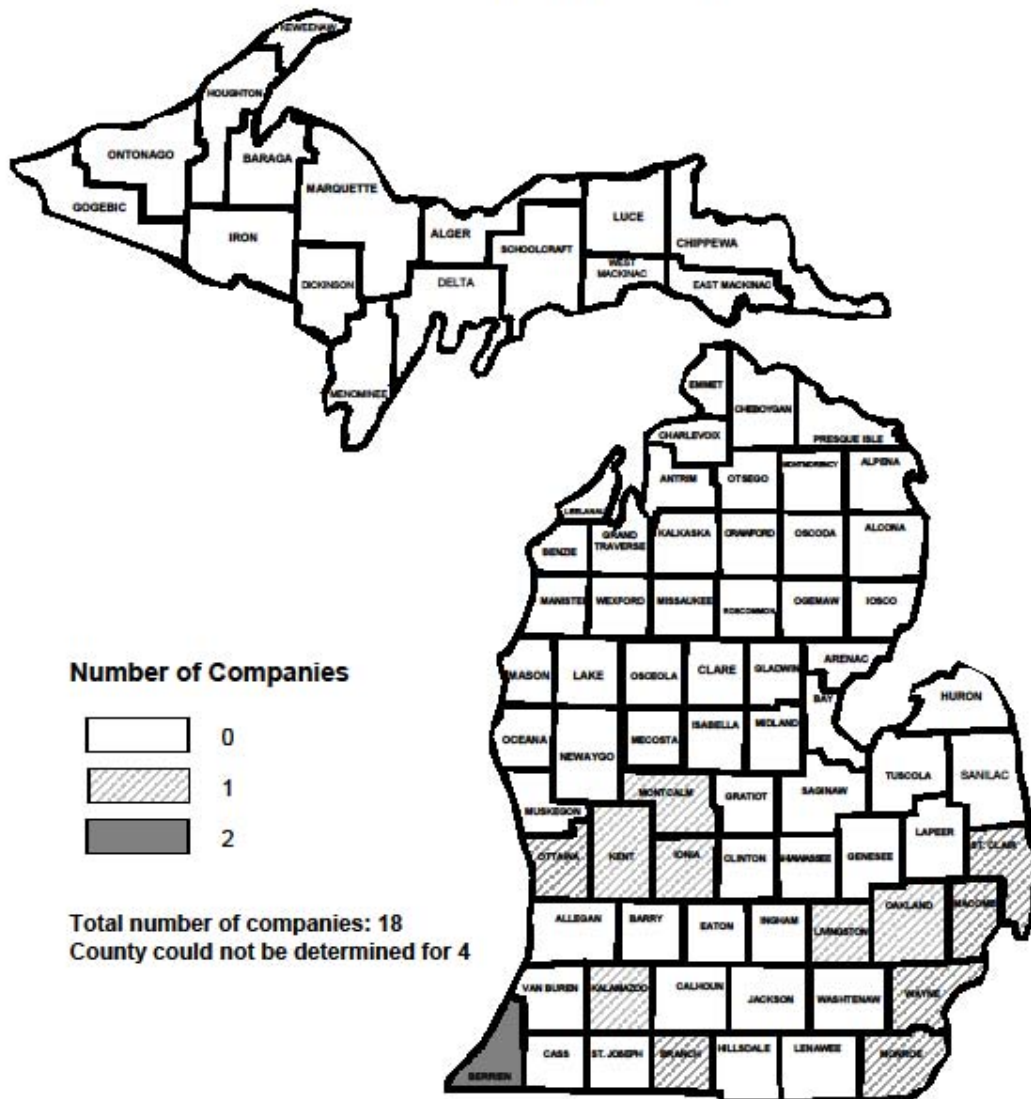 KEWEENAW
HOUGHTON
ONTONAGO
BARAGA
MARQUETTE
GOGEBIC
IRON
ALGER
LUCE
CHIPPEWA
SCHOOLCRAFT
WEST
MACKINAC
EAST MACKINAC
DICKINSON
DELTA
MENOMINEE
EMMET
CHEBOYGAN
PRESQUE ISLE
CHARLEVOIX
ANTRIM
OTSEGO
MONTMORENCY
ALPENA
LEELANAU
BENZIE
GRAND
TRAVERSE
KALKASKA
CRAWFORD
OSCODA
ALCONA
MANISTEE
WEXFORD
MISSAUKEE
ROSCOMMON
OGEMAW
IOSCO
MASON
LAKE
OSCEOLA
CLARE
GLADWIN
ARENAC
BAY
HURON
OCEANA
NEWAYGO
MECOSTA
ISABELLA
MIDLAND
TUSCOLA
SANILAC
MUSKEGON
MONTCALM
GRATIOT
SAGINAW
LAPEER
ST. CLAIR
OTTAWA
KENT
IONIA
CLINTON
SHIAWASSEE
GENESEE
ALLEGAN
BARRY
EATON
INGHAM
LIVINGSTON
OAKLAND
MACOMB
VAN BUREN
KALAMAZOO
CALHOUN
JACKSON
WASHTENAW
WAYNE
BERRIEN
CASS
ST. JOSEPH
BRANCH
HILLSDALE
LENAWEE
MONROE
Number of Companies
0
1
2
Total number of companies: 18
County could not be determined for 4